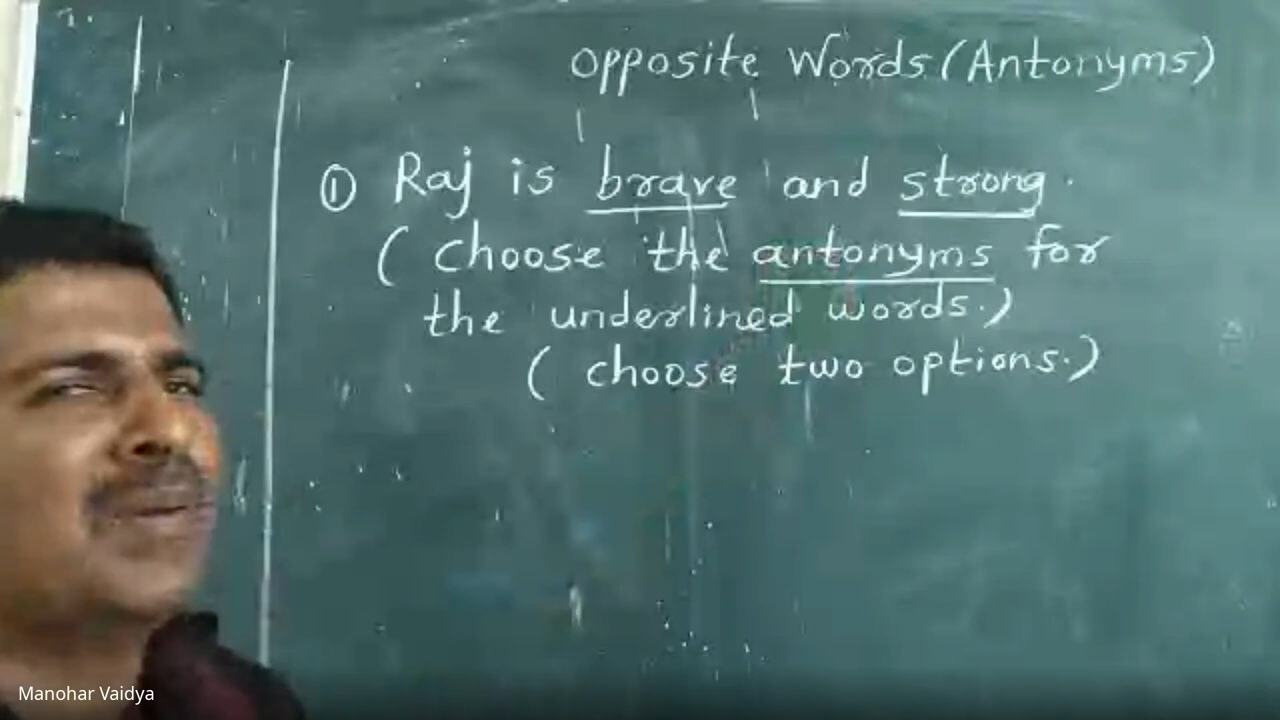 Opposite Words (Antonyms)
① Raj is brave and strong.
( choose the antonyms for
the underlined words.)
( choose two options.)
Manohar Vaidya